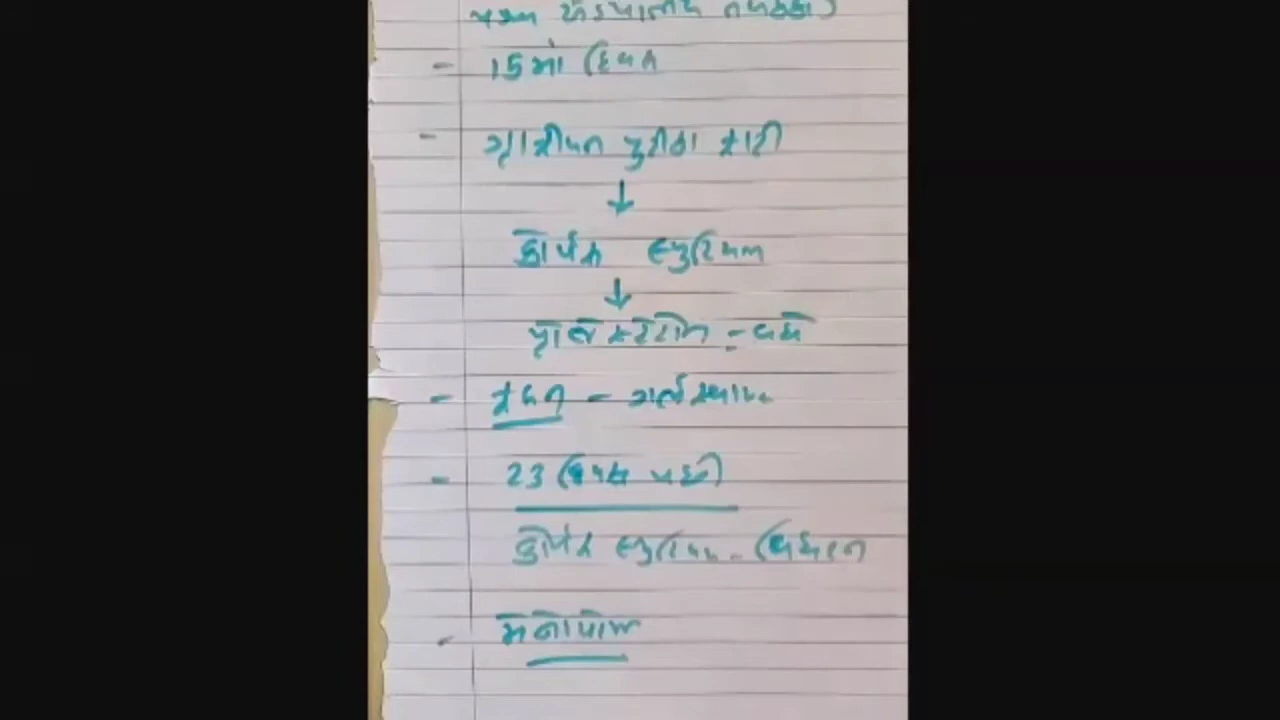 - 15મો દિવસ
- ગ્રાફીયન પુટીકા ફાટી
↓
કોર્પસ લ્યુટિયમ
↓
પ્રોજેસ્ટેરોન - વધે
- ફલન - ગર્ભસ્થાપન
- 23 દિવસ પછી
કોર્પસ લ્યુટિયમ - વિઘટન
- મેનોપોઝ